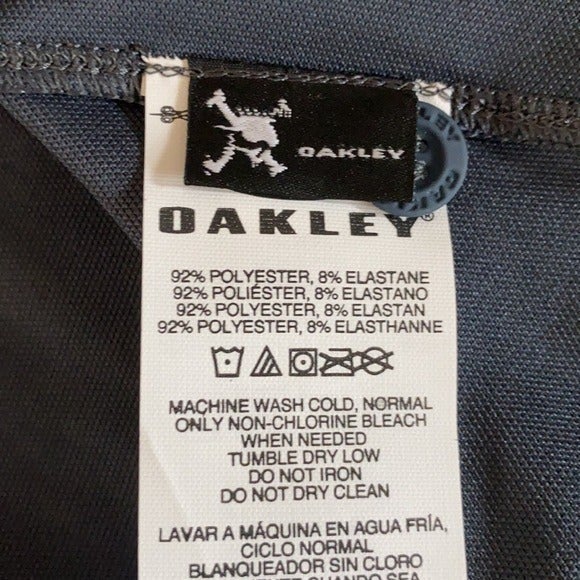 OAKLEY
OAKLEY®
92% POLYESTER, 8% ELASTANE
92% POLIÉSTER, 8% ELASTANO
92% POLYESTER, 8% ELASTAN
92% POLYESTER, 8% ELASTHANNE
MACHINE WASH COLD, NORMAL
ONLY NON-CHLORINE BLEACH
WHEN NEEDED
TUMBLE DRY LOW
DO NOT IRON
DO NOT DRY CLEAN
LAVAR A MÁQUINA EN AGUA FRÍA,
CICLO NORMAL
BLANQUEADOR SIN CLORO
CUANDO SEA